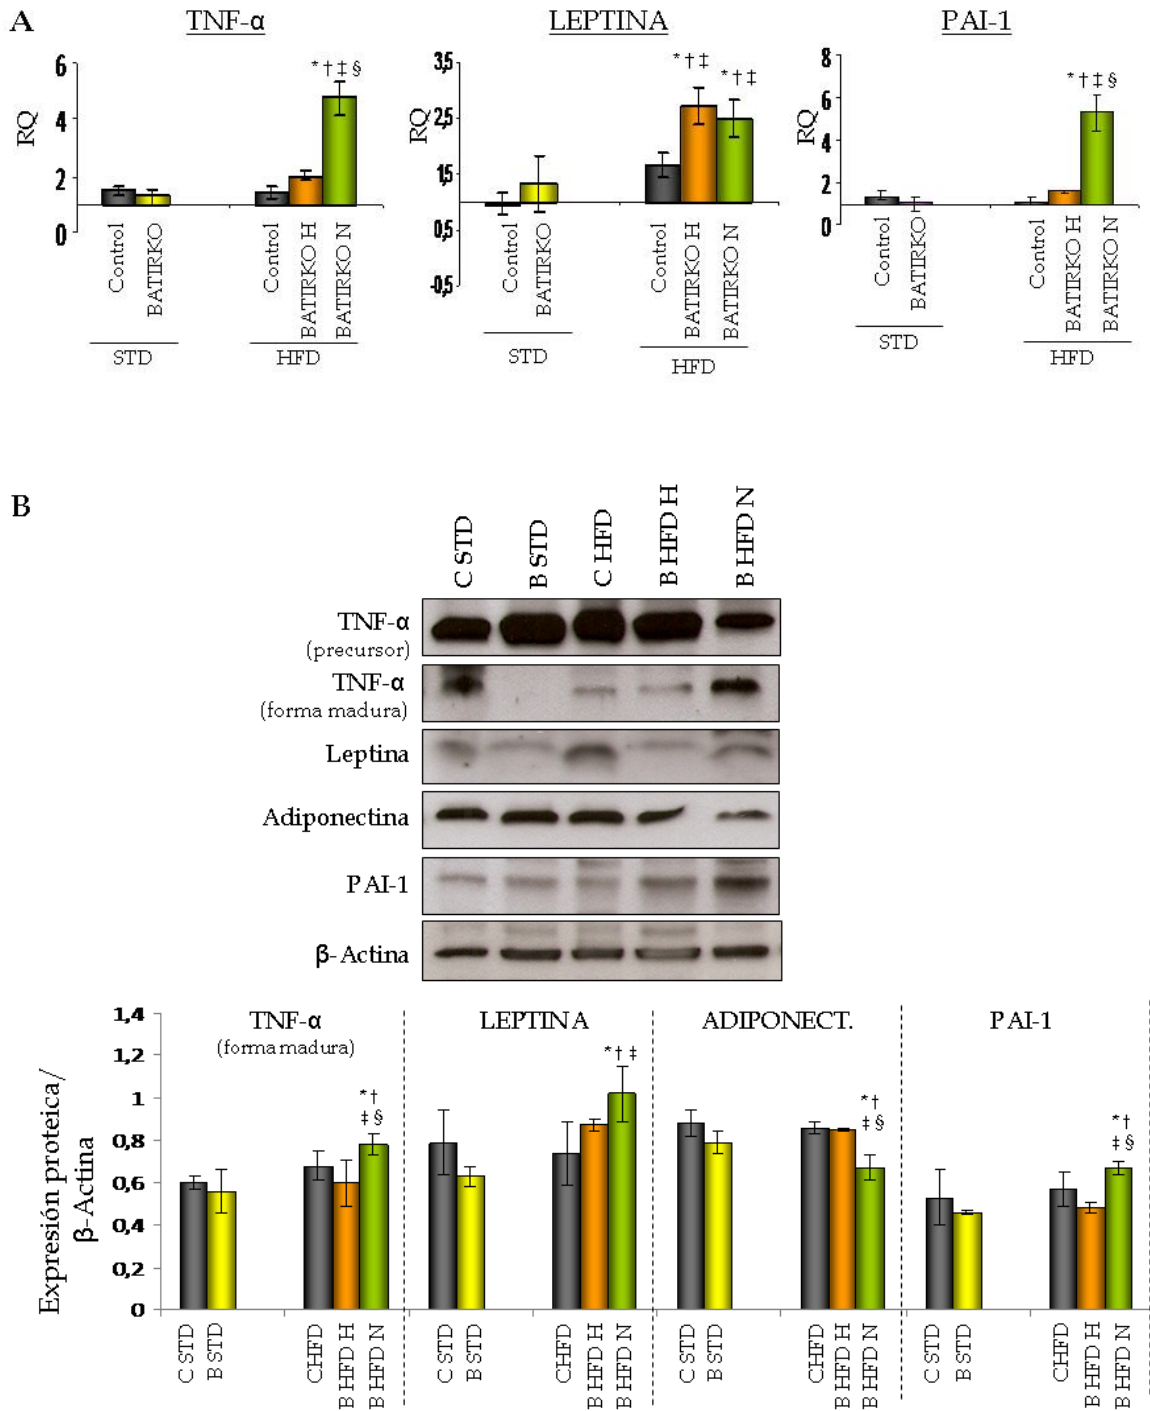 A
TNF-α
LEPTINA
PAI-1
RQ
6
4
2
0
*†‡§
Control
BATIRKO
Control
BATIRKO H
BATIRKO N
STD
HFD
RQ
3,5
2,5
1,5
0,5
-0,5
*†‡
*†‡
Control
BATIRKO
Control
BATIRKO H
BATIRKO N
STD
HFD
RQ
8
6
4
2
0
*†‡§
Control
BATIRKO
Control
BATIRKO H
BATIRKO N
STD
HFD
B
C STD
B STD
C HFD
B HFD H
B HFD N
TNF-α
(precursor)
TNF-α
(forma madura)
Leptina
Adiponectina
PAI-1
β-Actina
Expresión proteica/
β-Actina
1,4
1,2
1
0,8
0,6
0,4
0,2
0
TNF-α
(forma madura)
LEPTINA
ADIPONECT.
PAI-1
*†
‡§
*†‡
*†
‡§
*†
‡§
C STD
B STD
CHFD
B HFD H
B HFD N
C STD
B STD
CHFD
B HFD H
B HFD N
C STD
B STD
CHFD
B HFD H
B HFD N
C STD
B STD
CHFD
B HFD H
B HFD N